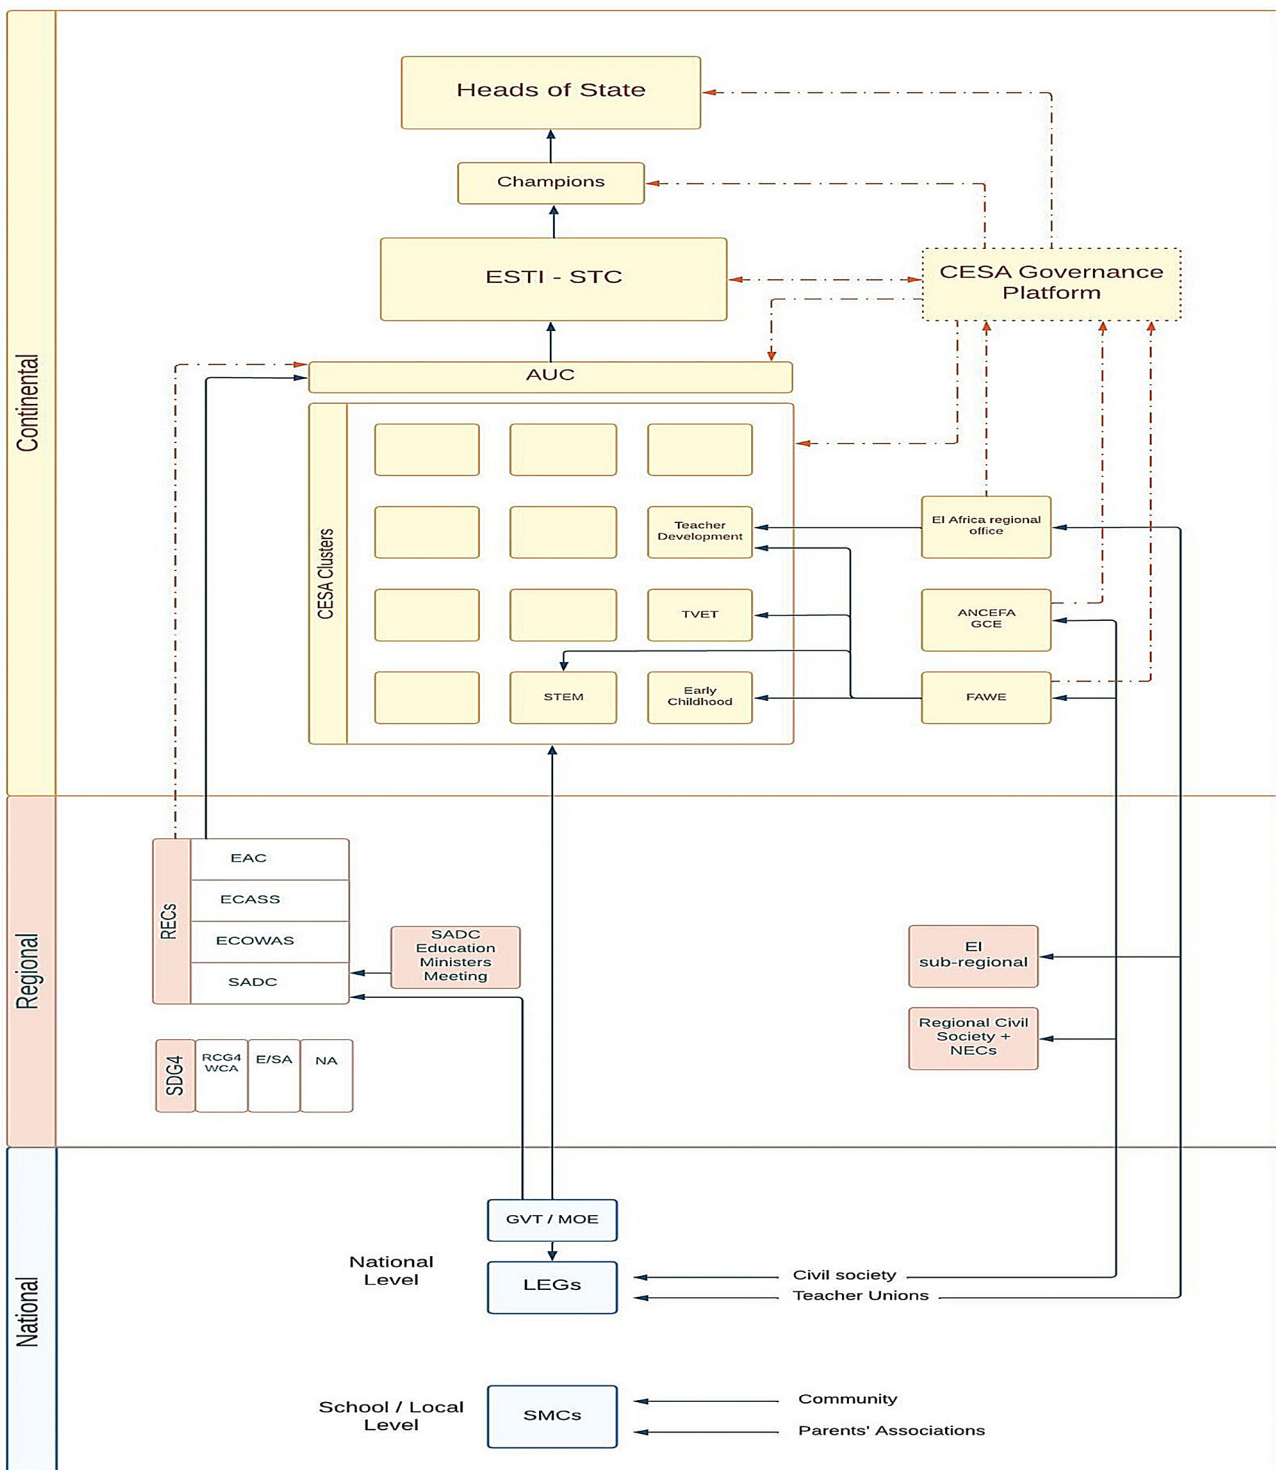 Continental
Heads of State
Champions
ESTI - STC
CESA Governance
Platform
AUC
CESA Clusters
Teacher
Development
TVET
STEM
Early
Childhood
EI Africa regional
office
ANCEFA
GCE
FAWE
Regional
RECs
EAC
ECASS
ECOWAS
SADC
SADC
Education
Ministers
Meeting
EI
sub-regional
Regional Civil
Society +
NECs
SDG4
RCG4
WCA
E/SA
NA
National
GVT / MOE
National
Level
LEGs
Civil society
Teacher Unions
School / Local
Level
SMCs
Community
Parents' Associations